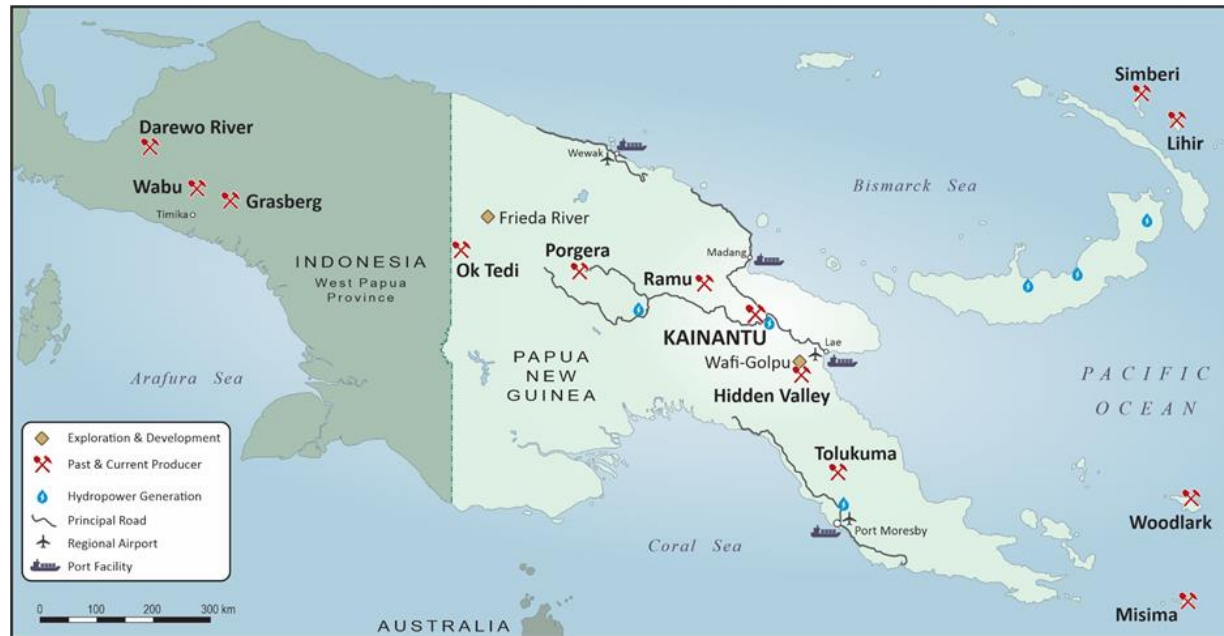 Simberi
Lihir
Darewo River
Wabu
Grasberg
Timika
INDONESIA
West Papua
Province
Wewak
Bismarck Sea
Frieda River
Ok Tedi
Porgera
Ramu
Madang
KAINANTU
Lae
Wafi-Golpu
Hidden Valley
PAPUA
NEW
GUINEA
Arafura Sea
PACIFIC
OCEAN
Tolukuma
Port Moresby
Coral Sea
Woodlark
Misima
AUSTRALIA
Exploration & Development
Past & Current Producer
Hydropower Generation
Principal Road
Regional Airport
Port Facility
0 100 200 300 km